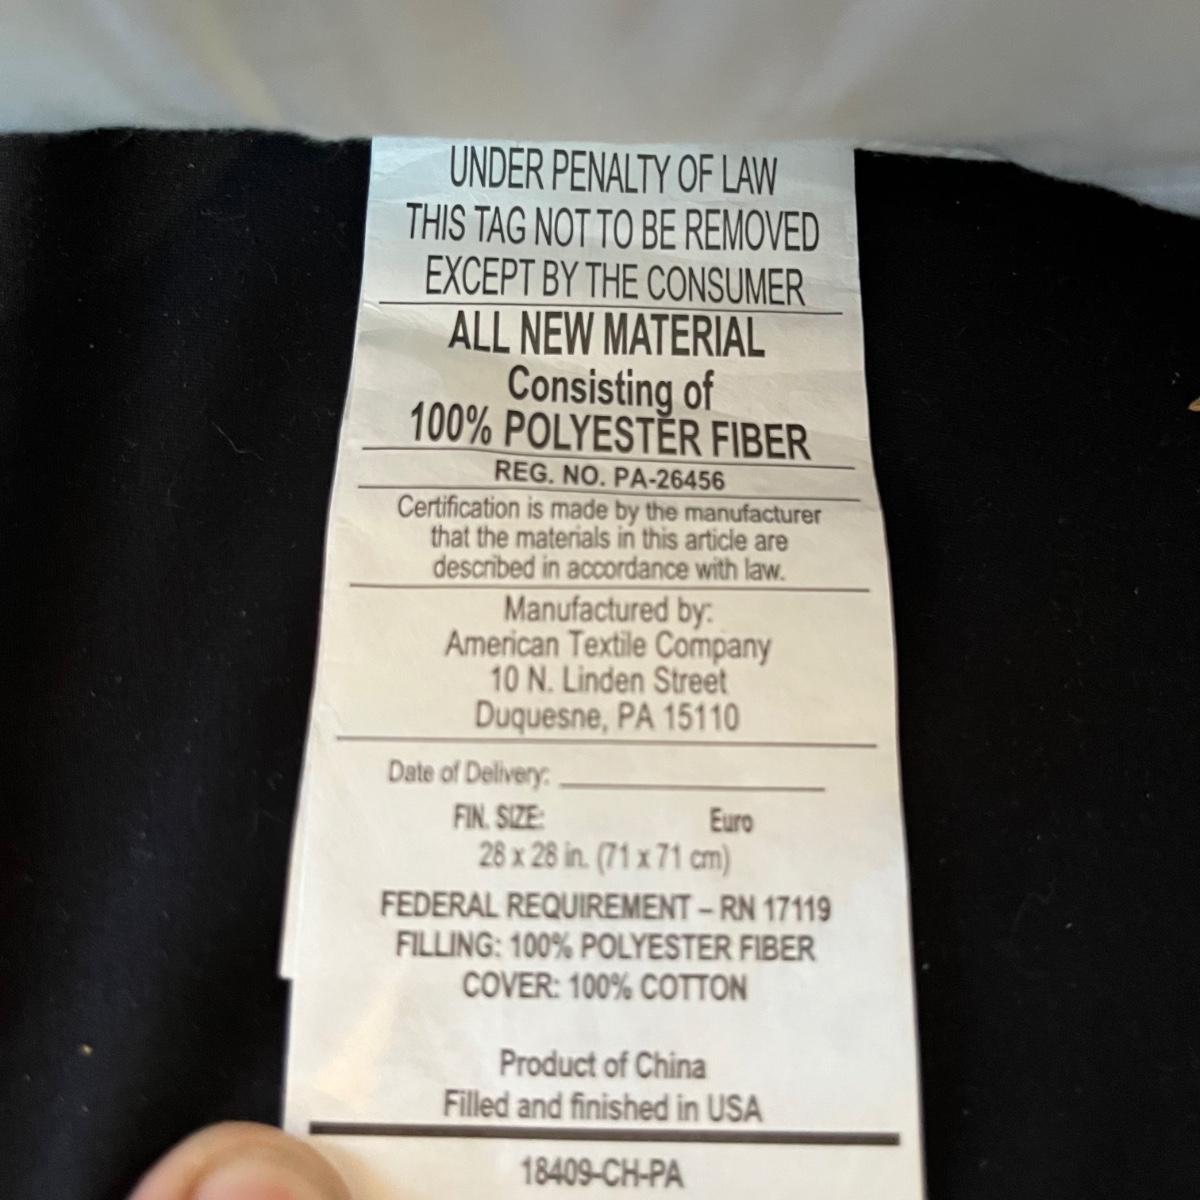 UNDER PENALTY OF LAW
THIS TAG NOT TO BE REMOVED
EXCEPT BY THE CONSUMER
ALL NEW MATERIAL
Consisting of
100% POLYESTER FIBER
REG. NO. PA-26456
Certification is made by the manufacturer
that the materials in this article are
described in accordance with law.
Manufactured by:
American Textile Company
10 N. Linden Street
Duquesne, PA 15110
Date of Delivery:
FIN. SIZE: Euro
28 x 28 in. (71 x 71 cm)
FEDERAL REQUIREMENT – RN 17119
FILLING: 100% POLYESTER FIBER
COVER: 100% COTTON
Product of China
Filled and finished in USA
18409-CH-PA